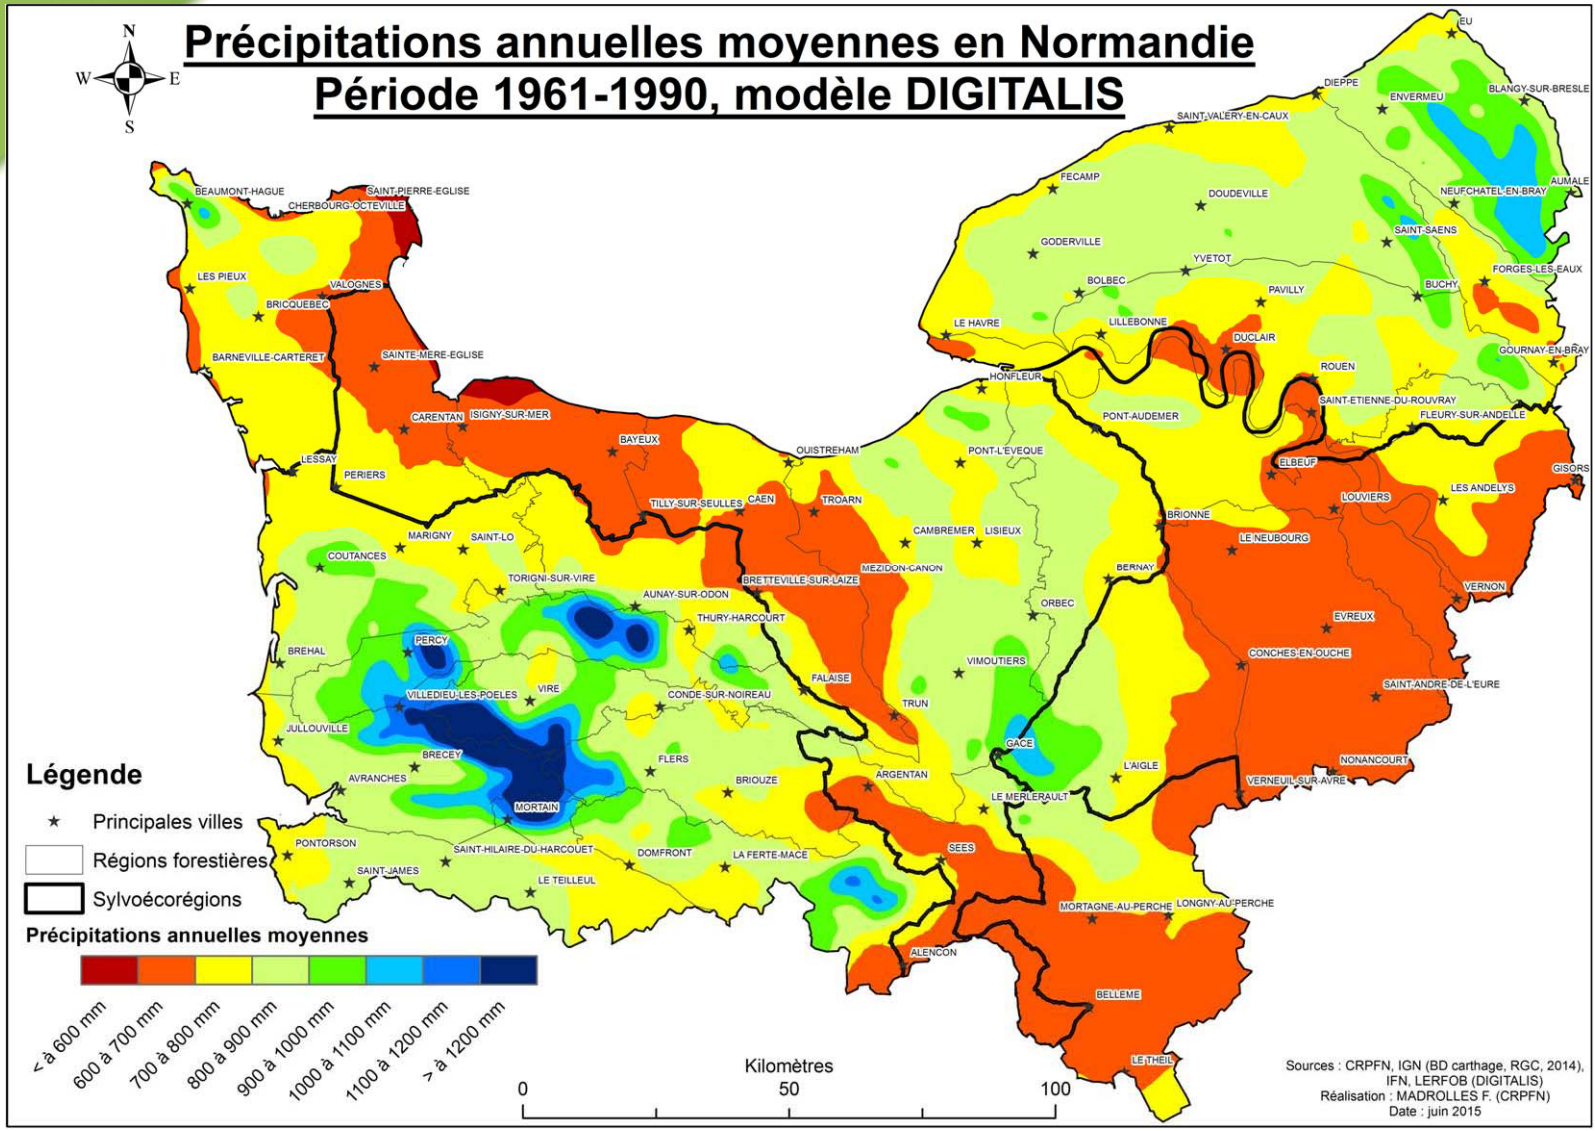 Précipitations annuelles moyennes en Normandie
Période 1961-1990, modèle DIGITALIS
N
W
E
S
EU
DIEPPE
BLANGY-SUR-BRESLE
ENVERMEU
SAINT-VALERY-EN-CAUX
FECAMP
DOUDEVILLE
NEUFCHATEL-EN-BRAY
AUMALE
BEAUMONT-HAGUE
SAINT-PIERRE-EGLISE
CHERBOURG-OCTEVILLE
SAINT-SAENS
GODERVILLE
YVETOT
FORGES-LES-EAUX
LES PIEUX
VALOGNES
BOLBEC
PAVILLY
BUCHY
BRICQUEBEC
LE HAVRE
LILLEBONNE
DUCLAIR
GOURNAY-EN-BRAY
BARNEVILLE-CARTERET
SAINTE-MERE-EGLISE
HONFLEUR
ROUEN
CARENTAN
ISIGNY-SUR-MER
PONT-AUDEMER
SAINT-ETIENNE-DU-ROUVRAY
FLEURY-SUR-ANDELLE
BAYEUX
OUISTREHAM
PONT-L'EVEQUE
LESSAY
PERIERS
ELBEUF
GISORS
TILLY-SUR-SEULLES
CAEN
TROARN
LOUVIERS
LES ANDELYS
BRIONNE
MARIGNY
SAINT-LO
CAMBREMER
LISIEUX
LE NEUBOURG
COUTANCES
MEZIDON-CANON
BERNAY
TORIGNI-SUR-VIRE
BRETTEVILLE-SUR-LAIZE
AUNAY-SUR-ODON
VERNON
THURY-HARCOURT
ORBEC
EVREUX
BREHAL
PERCY
CONCHES-EN-OUCHE
VIMOUTIERS
FALAISE
VILLEDIEU-LES-POELES
VIRE
CONDE-SUR-NOIREAU
SAINT-ANDRE-DE-L'EURE
TRUN
JULLOUVILLE
GACE
BRECEY
FLERS
NONANCOURT
AVRANCHES
BRIOUZE
ARGENTAN
L'AIGLE
VERNEUIL-SUR-AVRE
MORTAIN
LE MERLERAULT
PONTORSON
SAINT-HILAIRE-DU-HARCOUET
DOMFRONT
LA FERTE-MACE
SEES
SAINT-JAMES
LE TEILLEUL
MORTAGNE-AU-PERCHE
LONGNY-AU-PERCHE
ALENCON
BELLEME
LE THEIL
Légende
Principales villes
Régions forestières
Sylvoécorégions
Précipitations annuelles moyennes
< à 600 mm
600 à 700 mm
700 à 800 mm
800 à 900 mm
900 à 1000 mm
1000 à 1100 mm
1100 à 1200 mm
> à 1200 mm
Kilomètres
0
50
100
Sources : CRPFN, IGN (BD carthage, RGC, 2014),
IFN, LERFOB (DIGITALIS)
Réalisation : MADROLLES F. (CRPFN)
Date : juin 2015